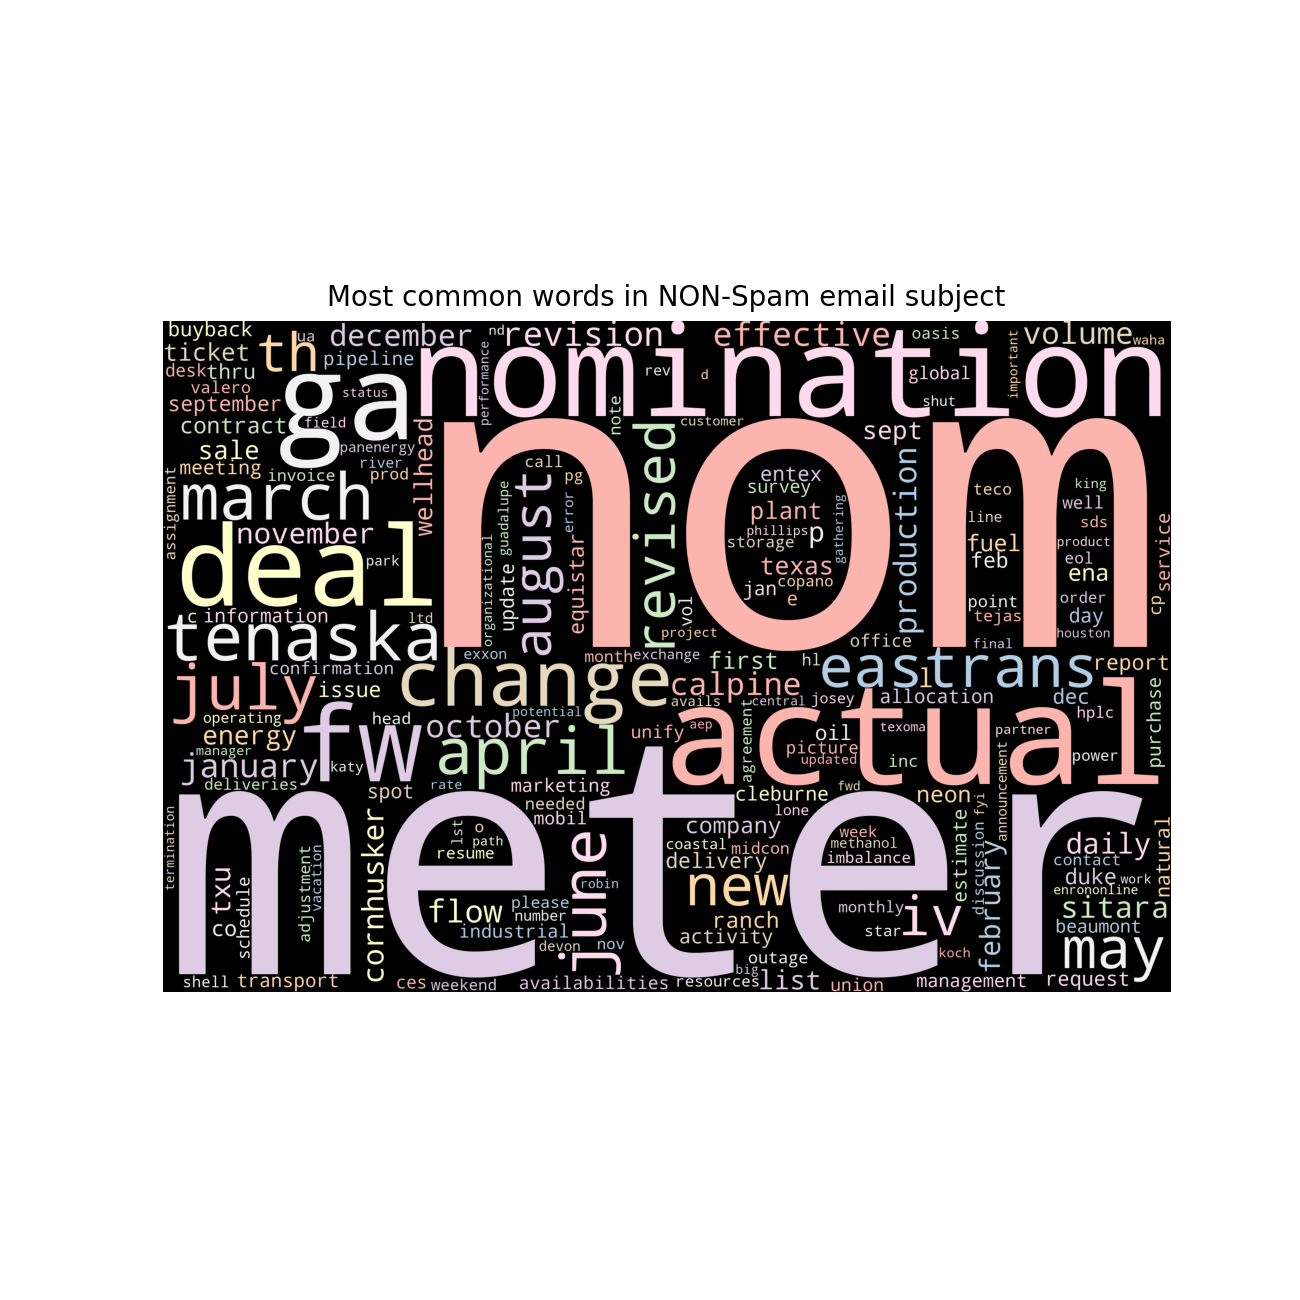 Most common words in NON-Spam email subject
buyback
ua
december
nd
revision
effective
oasis
volume
waha
ticket
th
pipeline
nomination
important
desk
thru
performance
rev
d
global
valero
ga
status
september
note
shut
contract
field
customer
sept
sale
panenergy
wellhead
nom
revised
meeting
invoice
river
prod
call
pg
entex
production
survey
teco
king
assignment
march
guadalupe
august
error
plant
gathering
well
line
sds
service
deal
november
phillips
p
storage
fuel
product
park
organizational
update
equistar
texas
feb
eol
ena
jan
copano
e
vol
point
order
cp
c
information
ltd
tejas
day
tenaska
project
office
final
houston
exxon
month
exchange
first
hl
eastrans
report
july
confirmation
change
calpine
l
issue
avails
central
josey
allocation
dec
purchase
operating
head
potential
october
actual
hplc
energy
fw
unify
aep
agreement
oil
texoma
partner
manager
april
picture
updated
inc
announcement
power
january
katy
deliveries
spot
rate
marketing
cleburne
fwd
neon
fyi
meter
needed
lone
termination
mobil
company
week
estimate
discussion
natural
cornhusker
lst
o
path
resume
june
coastal
midcon
methanol
imbalance
february
daily
adjustment
vacation
delivery
contact
txu
schedule
robin
new
duke
work
enrononline
flow
please
number
monthly
iv
sitara
co
industrial
ranch
star
beaumont
devon
nov
activity
koch
may
outage
shell
transport
ces
weekend
availabilities
resources
big
list
union
management
request